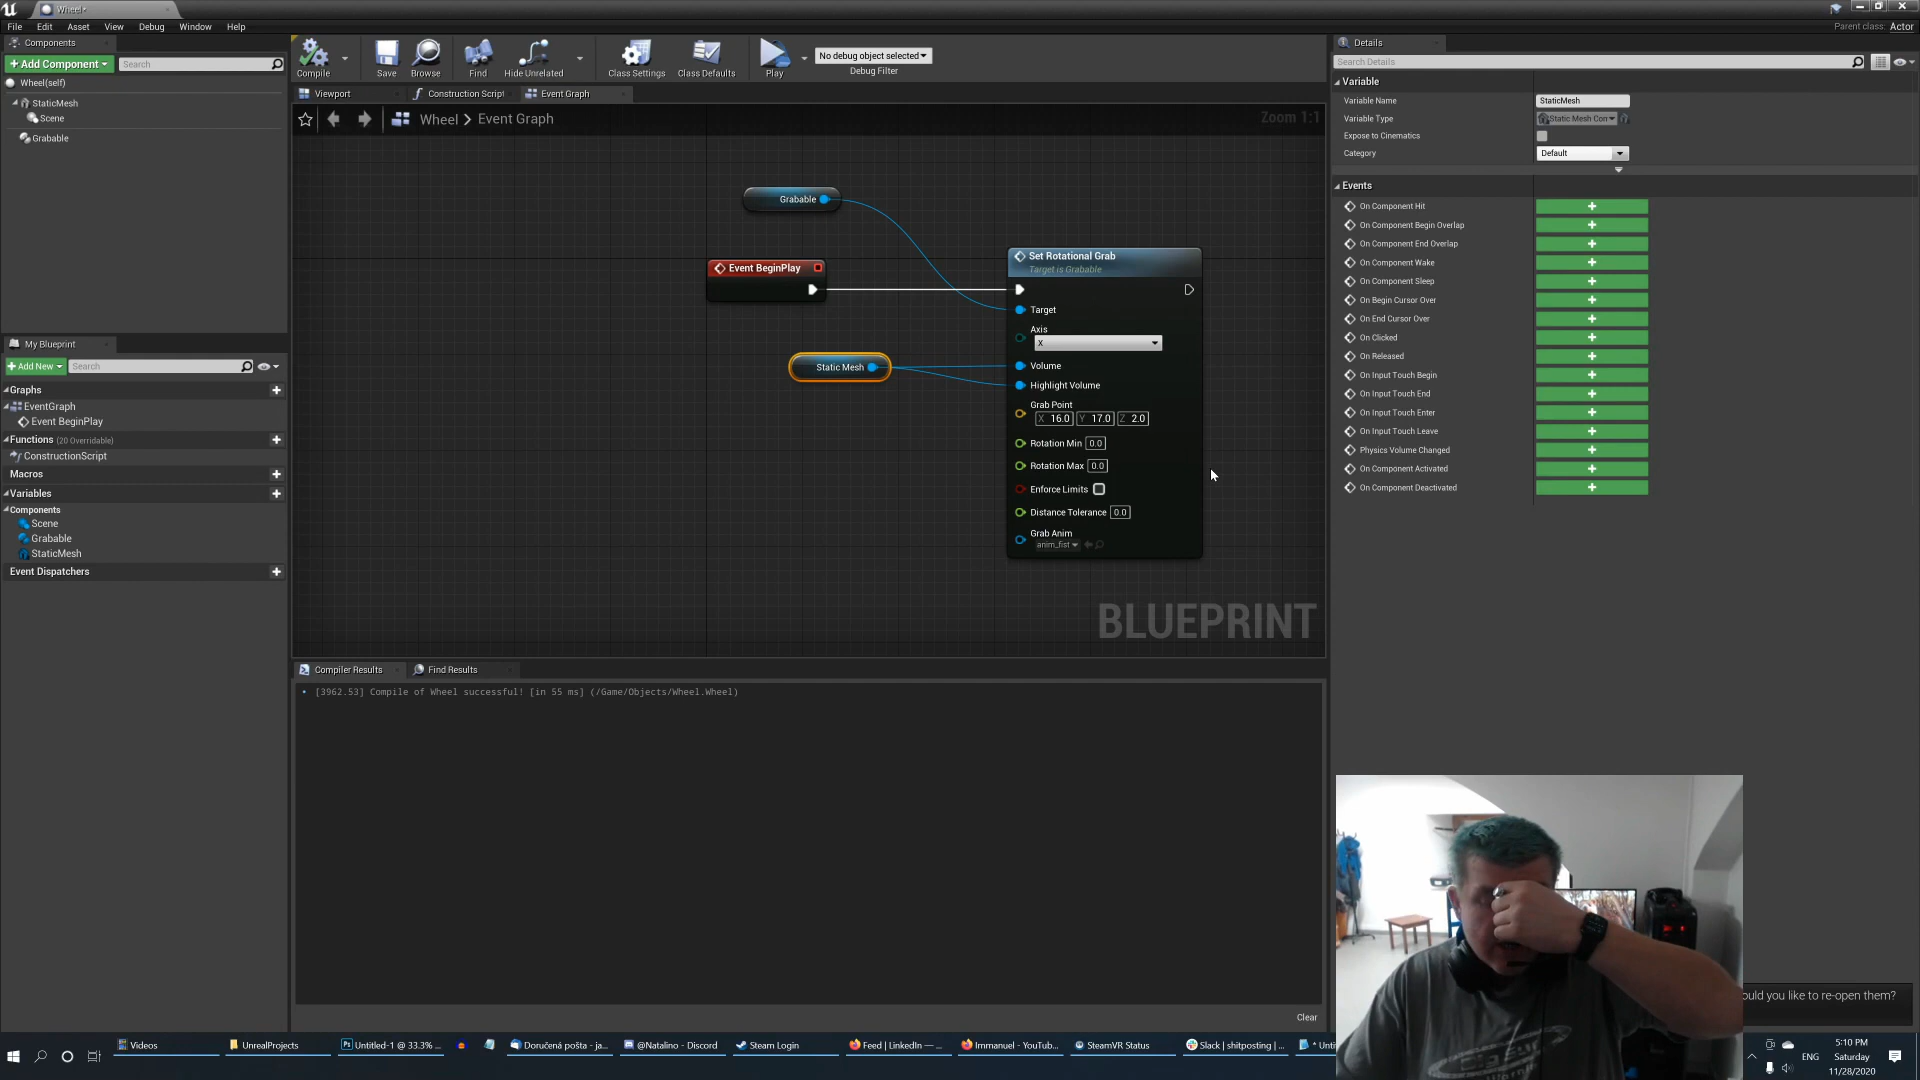 Wheel*
File Edit Asset View Debug Window Help
Parent class: Actor
Components
+ Add Component
Search
Wheel(self)
StaticMesh
Scene
Grabable
Compile
Save
Browse
Find
Hide Unrelated
Class Settings
Class Defaults
Play
No debug object selected
Debug Filter
Viewport
Construction Script
Event Graph
Wheel > Event Graph
Zoom 1:1
Grabable
Event BeginPlay
Static Mesh
Set Rotational Grab
Target is Grabable
Target
Axis
X
Volume
Highlight Volume
Grab Point
X 16.0 Y 17.0 Z 2.0
Rotation Min 0.0
Rotation Max 0.0
Enforce Limits
Distance Tolerance 0.0
Grab Anim
anim_fist
BLUEPRINT
My Blueprint
+ Add New
Search
Graphs
EventGraph
Event BeginPlay
Functions (20 Overridable)
ConstructionScript
Macros
Variables
Components
Scene
Grabable
StaticMesh
Event Dispatchers
Compiler Results
Find Results
[3962.53] Compile of Wheel successful! [in 55 ms] (/Game/Objects/Wheel.Wheel)
Clear
Details
Search Details
Variable
Variable Name StaticMesh
Variable Type Static Mesh Con
Expose to Cinematics
Category Default
Events
On Component Hit
On Component Begin Overlap
On Component End Overlap
On Component Wake
On Component Sleep
On Begin Cursor Over
On End Cursor Over
On Clicked
On Released
On Input Touch Begin
On Input Touch End
On Input Touch Enter
On Input Touch Leave
Physics Volume Changed
On Component Activated
On Component Deactivated
ould you like to re-open them?
Videos
UnrealProjects
Untitled-1 @ 33.3% ...
Doručená pošta - ja...
@Natalino - Discord
Steam Login
Feed | LinkedIn — ...
Immanuel - YouTub...
SteamVR Status
Slack | shitposting | ...
* Unti
ENG
5:10 PM
Saturday
11/28/2020